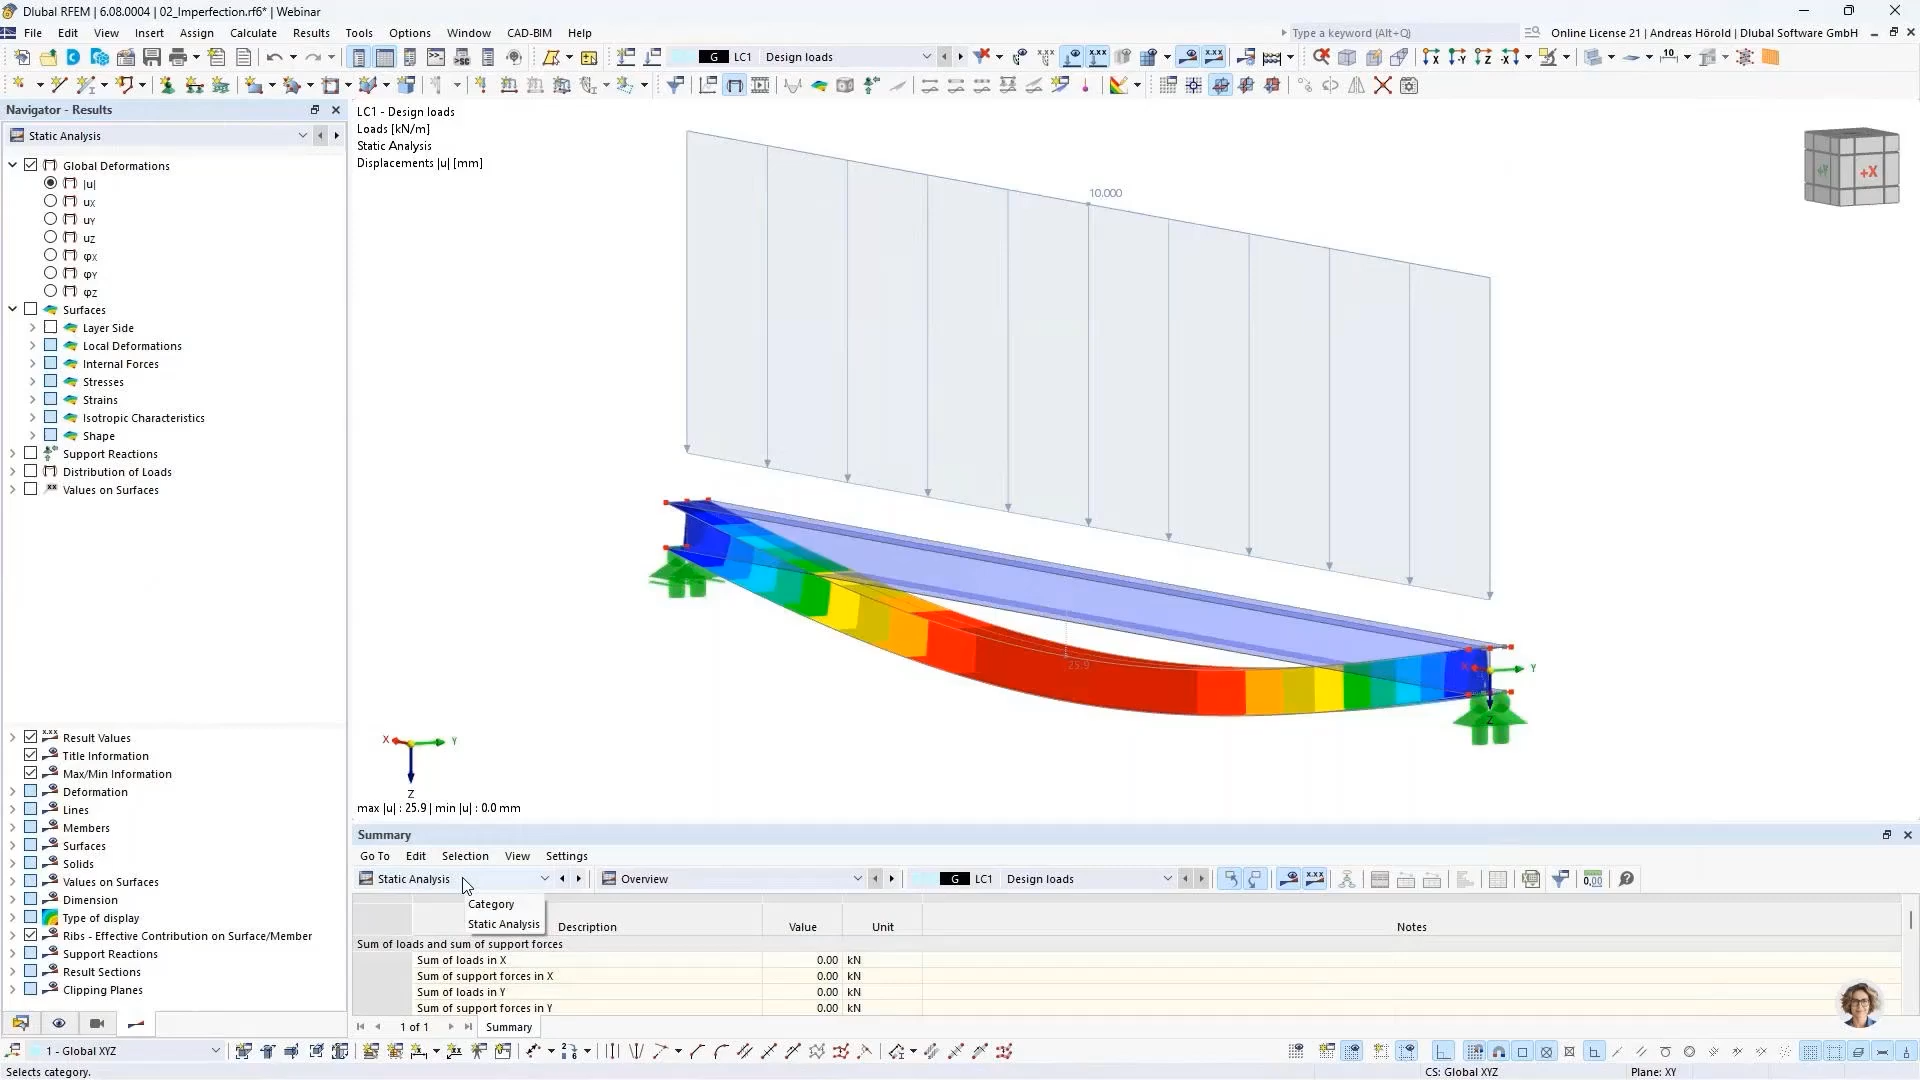 Dlubal RFEM | 6.08.0004 | 02_Imperfection.rf6* | Webinar
File Edit View Insert Assign Calculate Results Tools Options Window CAD-BIM Help
Type a keyword (Alt+Q)
Online License 21 | Andreas Hörold | Dlubal Software GmbH
G LC1 Design loads
Navigator - Results
Static Analysis
Global Deformations
|u|
uX
uY
uZ
φX
φY
φZ
Surfaces
Layer Side
Local Deformations
Internal Forces
Stresses
Strains
Isotropic Characteristics
Shape
Support Reactions
Distribution of Loads
Values on Surfaces
Result Values
Title Information
Max/Min Information
Deformation
Lines
Members
Surfaces
Solids
Values on Surfaces
Dimension
Type of display
Ribs - Effective Contribution on Surface/Member
Support Reactions
Result Sections
Clipping Planes
LC1 - Design loads
Loads [kN/m]
Static Analysis
Displacements |u| [mm]
10.000
+Y +X
25.9
X Y
Z
X Y
Z
max |u| : 25.9 | min |u| : 0.0 mm
Summary
Go To Edit Selection View Settings
Static Analysis Overview G LC1 Design loads
Category
Static Analysis
Description Value Unit Notes
Sum of loads and sum of support forces
Sum of loads in X 0.00 kN
Sum of support forces in X 0.00 kN
Sum of loads in Y 0.00 kN
Sum of support forces in Y 0.00 kN
1 of 1 Summary
1 - Global XYZ
Selects category.
CS: Global XYZ Plane: XY